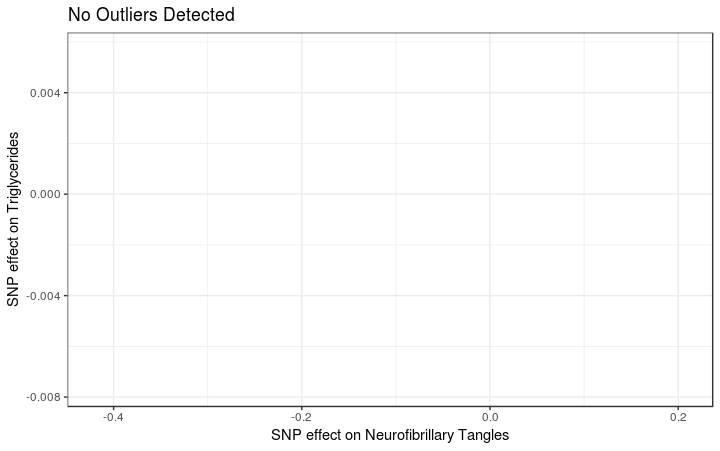 No Outliers Detected
SNP effect on Triglycerides
0.004
0.000
-0.004
-0.008
-0.4
-0.2
0.0
0.2
SNP effect on Neurofibrillary Tangles